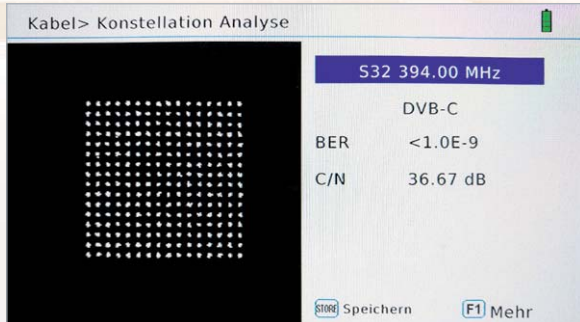 Kabel> Konstellation Analyse
S32 394.00 MHz
DVB-C
BER <1.0E-9
C/N 36.67 dB
STORE Speichern F1 Mehr